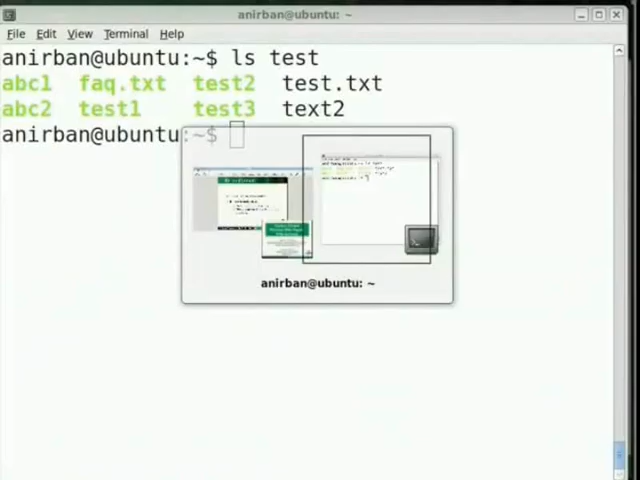 anirban@ubuntu: ~
File Edit View Terminal Help
anirban@ubuntu:~$ ls test
abc1 faq.txt test2 test.txt
abc2 test1 test3 text2
anirban@ubuntu:~$
anirban@ubuntu: ~